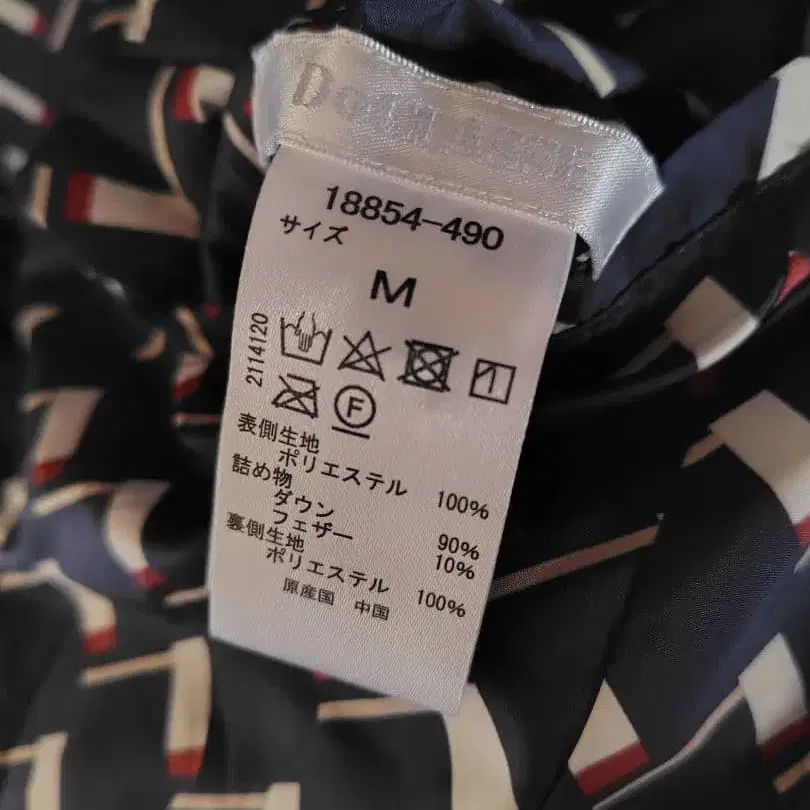 18854-490
サイズ
M
2114120
F
表側生地
ポリエステル 100%
詰め物
ダウン 90%
フェザー 10%
裏側生地
ポリエステル 100%
原産国 中国